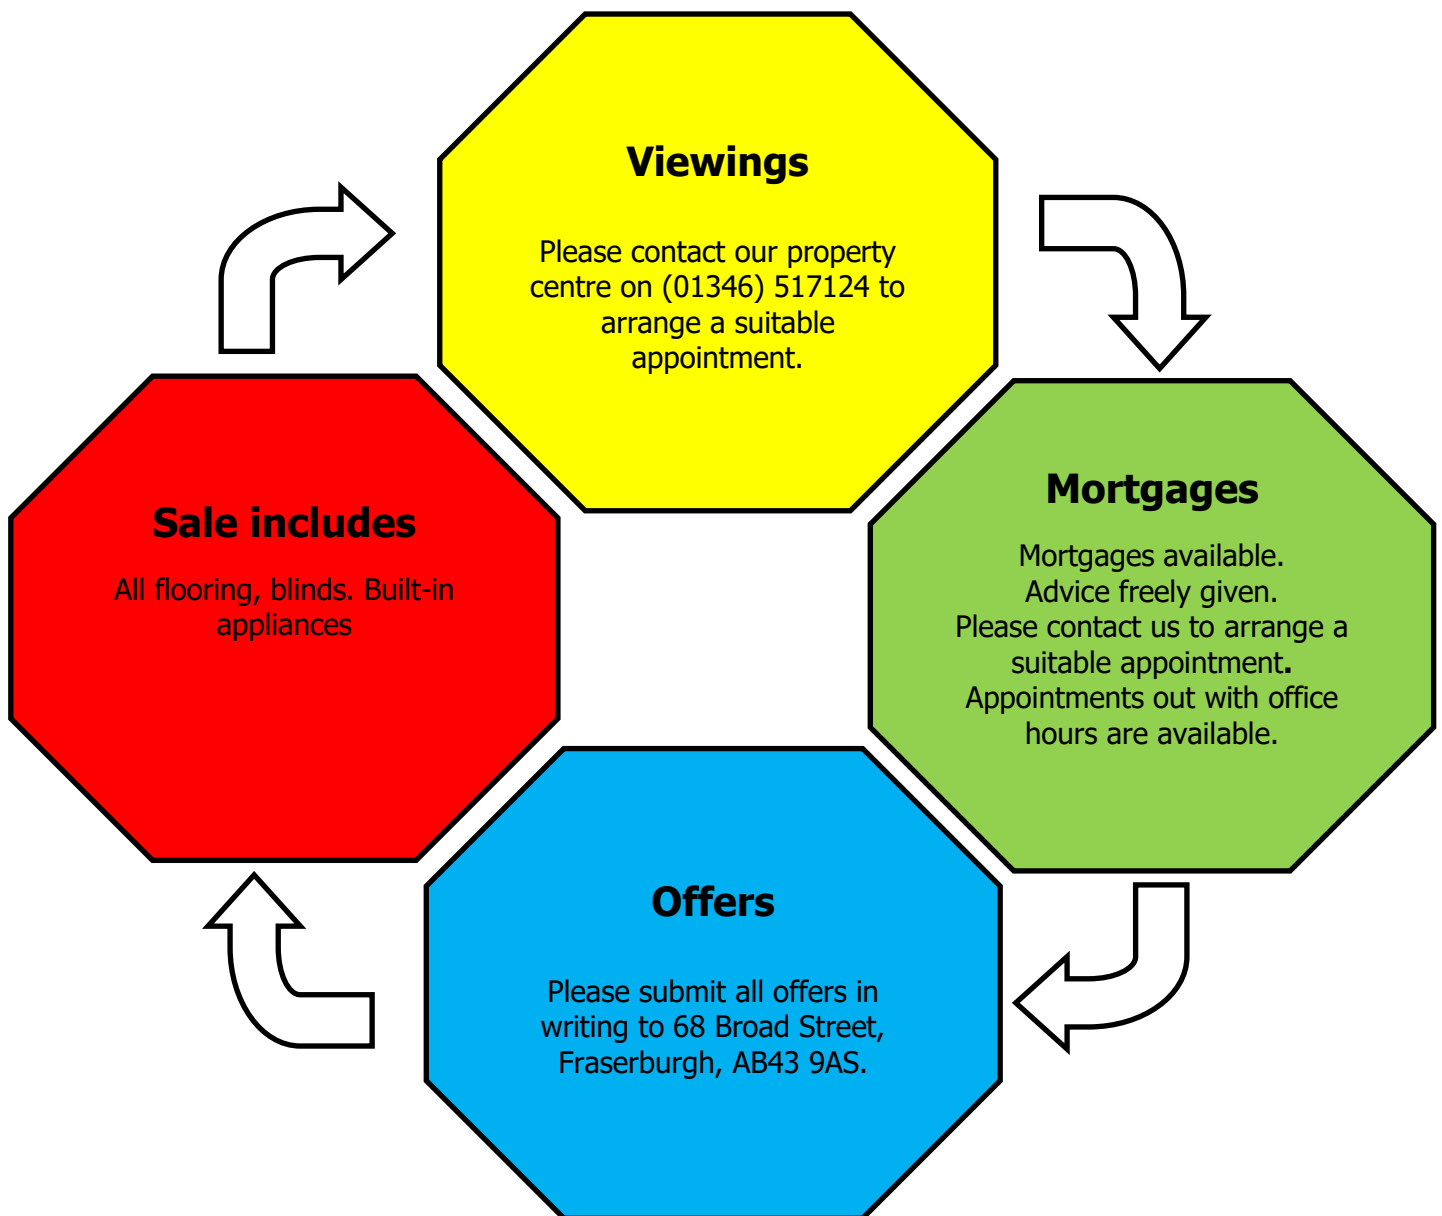 Viewings
Please contact our property
centre on (01346) 517124 to
arrange a suitable
appointment.
Mortgages
Mortgages available.
Advice freely given.
Please contact us to arrange a
suitable appointment.
Appointments out with office
hours are available.
Sale includes
All flooring, blinds. Built-in
appliances
Offers
Please submit all offers in
writing to 68 Broad Street,
Fraserburgh, AB43 9AS.